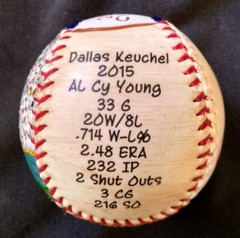 Dallas Keuchel
2015
AL Cy Young
33 G
20W/8L
.714 W-L%
2.48 ERA
232 IP
2 Shut Outs
3 CG
216 SO